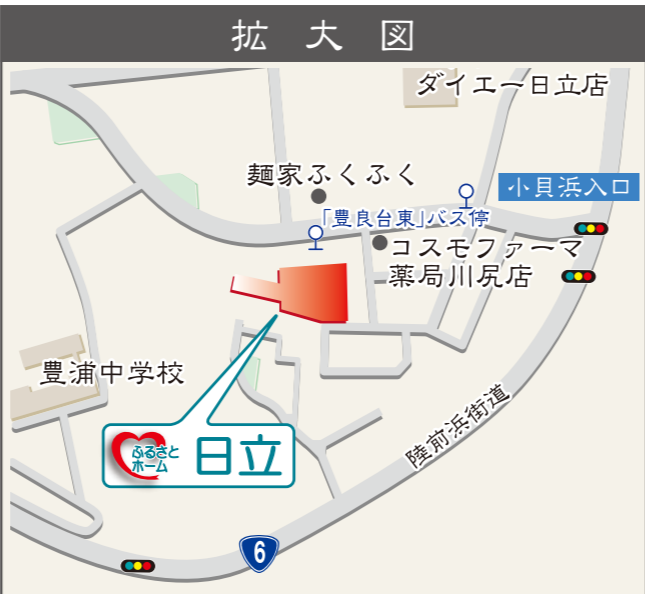 拡大図
ダイエー日立店
麺家ふくふく
小貝浜入口
「豊良台東」バス停
コスモファーマ
薬局川尻店
豊浦中学校
ふるさと
ホーム
日立
陸前浜街道
6